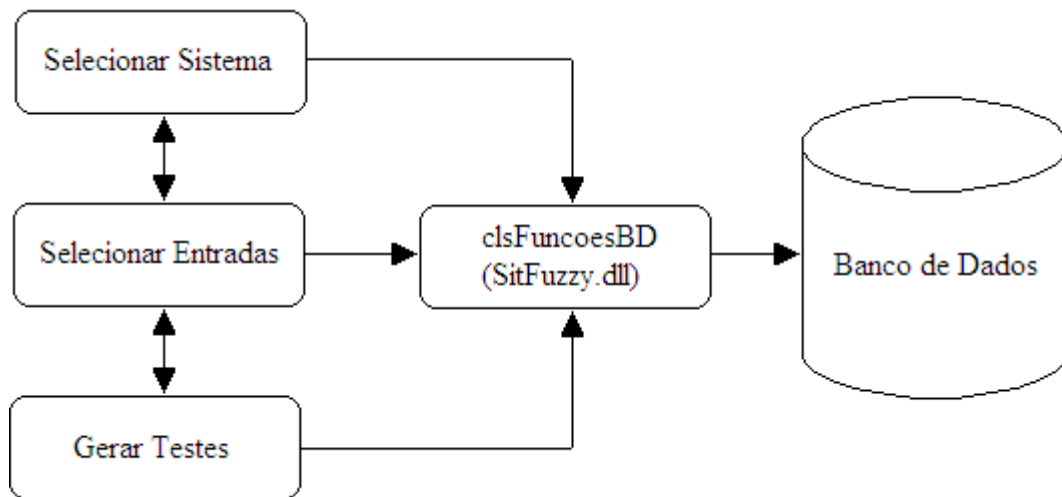 Selecionar Sistema
Selecionar Entradas
clsFuncoesBD
(SitFuzzy.dll)
Banco de Dados
Gerar Testes